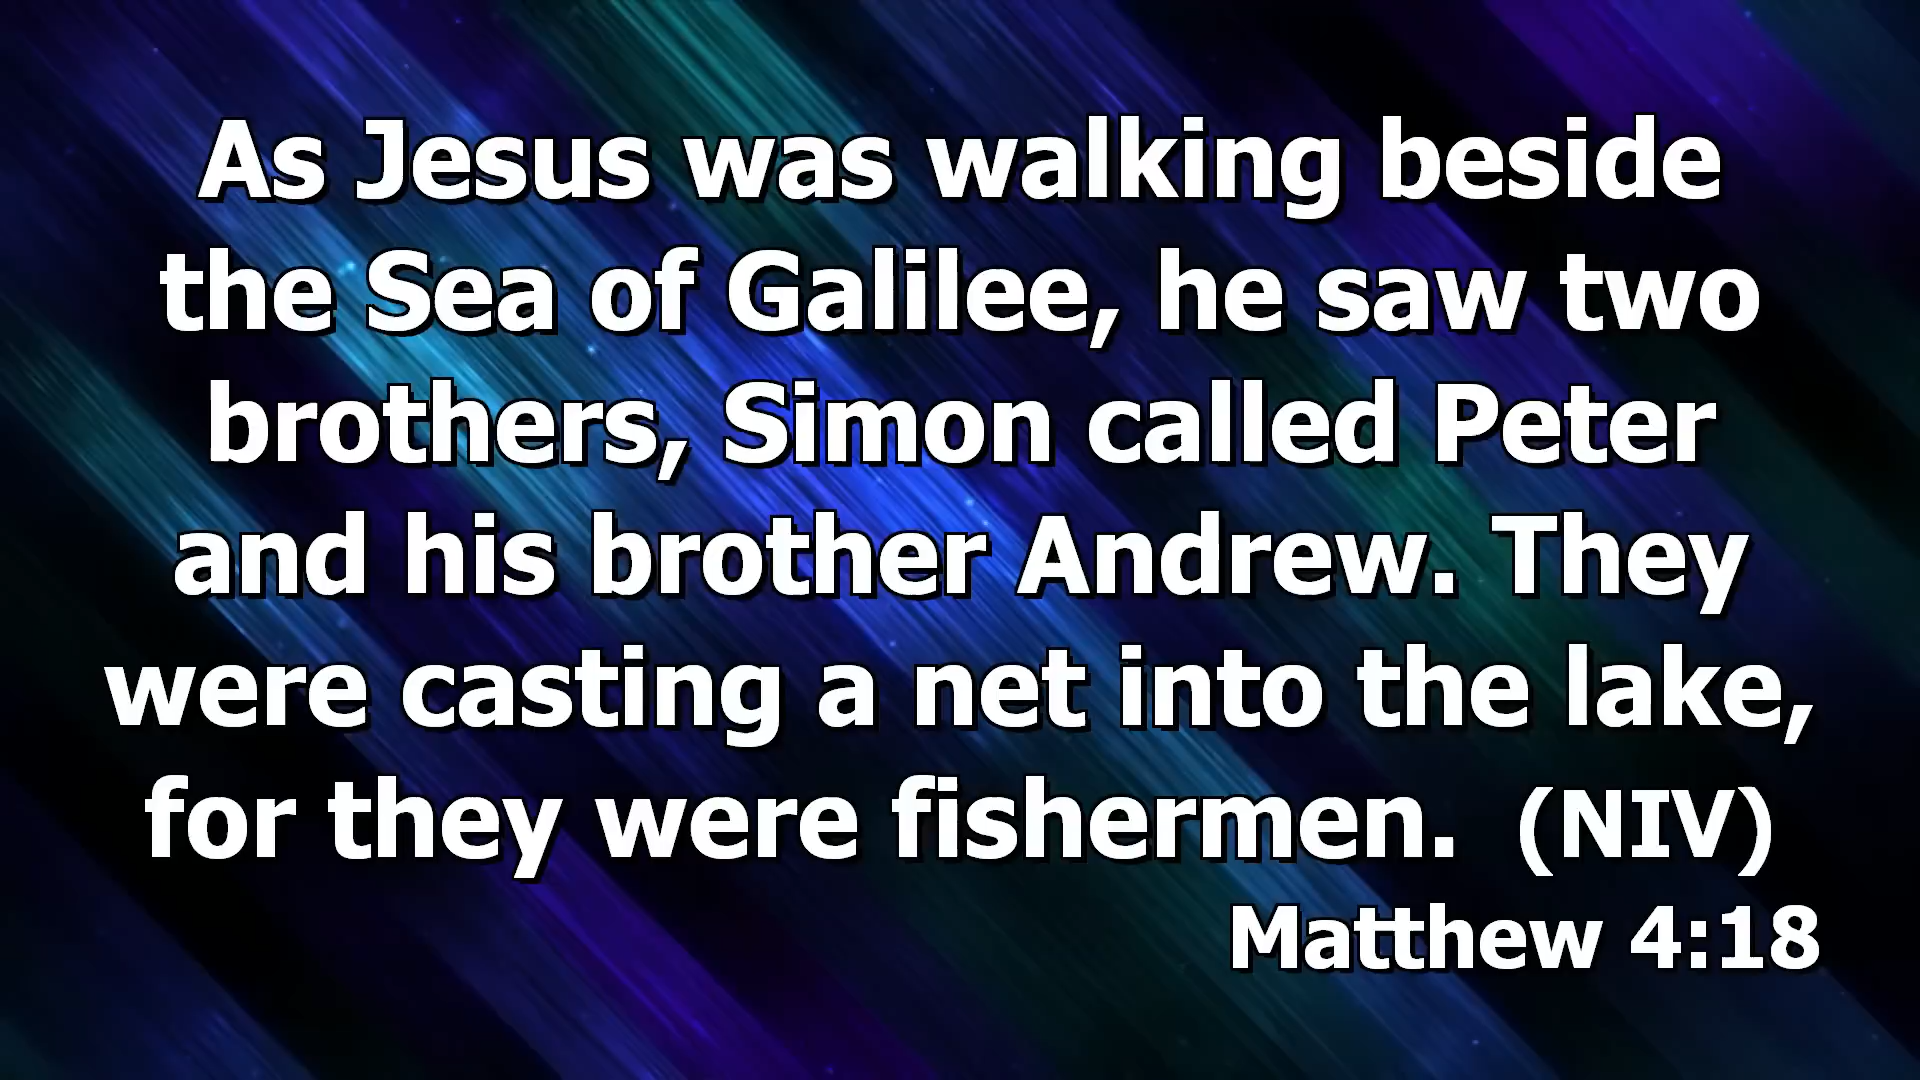 As Jesus was walking beside
the Sea of Galilee, he saw two
brothers, Simon called Peter
and his brother Andrew. They
were casting a net into the lake,
for they were fishermen.  (NIV)
Matthew 4:18